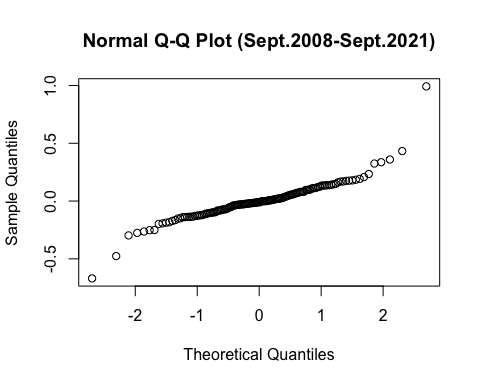 Normal Q-Q Plot (Sept.2008-Sept.2021)
Sample Quantiles
1.0
0.5
0.0
-0.5
-2 -1 0 1 2
Theoretical Quantiles